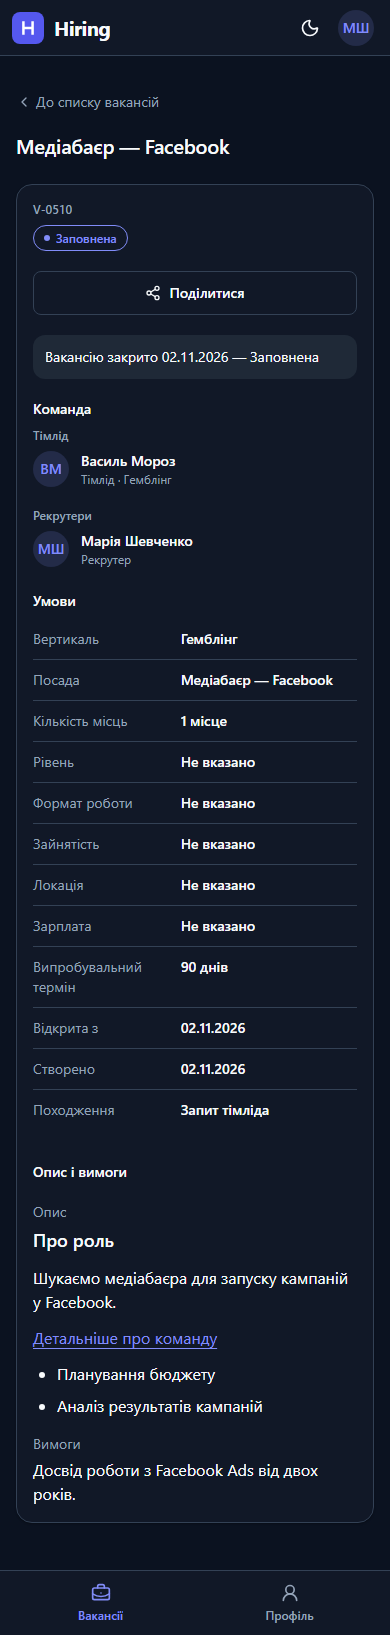 H Hiring МШ
До списку вакансій
Медіабаєр — Facebook
V-0510
Заповнена
Поділитися
Вакансію закрито 02.11.2026 — Заповнена
Команда
Тімлід
ВМ Василь Мороз
Тімлід · Гемблінг
Рекрутери
МШ Марія Шевченко
Рекрутер
Умови
Вертикаль Гемблінг
Посада Медіабаєр — Facebook
Кількість місць 1 місце
Рівень Не вказано
Формат роботи Не вказано
Зайнятість Не вказано
Локація Не вказано
Зарплата Не вказано
Випробувальний 90 днів
термін
Відкрита з 02.11.2026
Створено 02.11.2026
Походження Запит тімліда
Опис і вимоги
Опис
Про роль
Шукаємо медіабаєра для запуску кампаній
у Facebook.
Детальніше про команду
• Планування бюджету
• Аналіз результатів кампаній
Вимоги
Досвід роботи з Facebook Ads від двох
років.
Вакансії Профіль